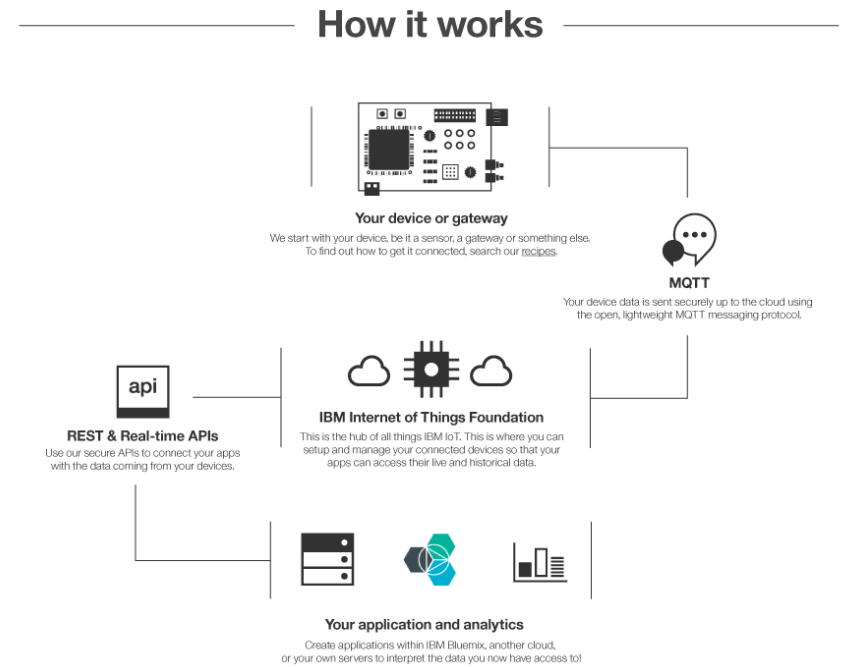 How it works
Your device or gateway
We start with your device, be it a sensor, a gateway or something else.
To find out how to get it connected, search our recipes.
MQTT
Your device data is sent securely up to the cloud using
the open, lightweight MQTT messaging protocol.
api
REST & Real-time APIs
Use our secure APIs to connect your apps
with the data coming from your devices.
IBM Internet of Things Foundation
This is the hub of all things IBM IoT. This is where you can
setup and manage your connected devices so that your
apps can access their live and historical data.
Your application and analytics
Create applications within IBM Bluemix, another cloud,
or your own servers to interpret the data you now have access to!